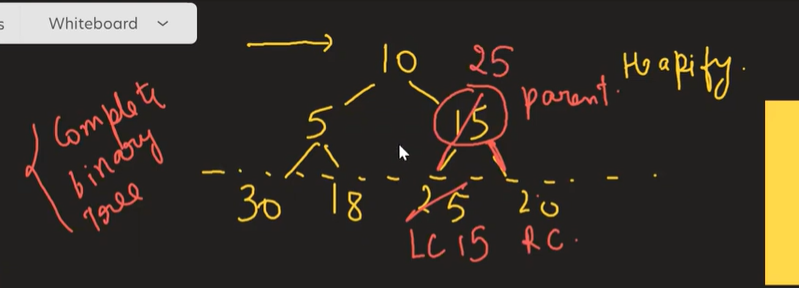 s Whiteboard
10 25 Heapify.
5 15 parent.
Complete
binary
Tree
30 18 25 20
LC 15 RC.